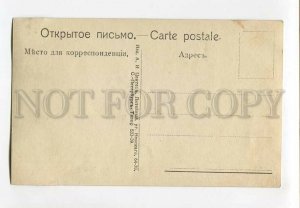 Открытое письмо. — Carte postale.
Мѣсто для корреспонденціи.
Адресъ.
NOT FOR COPY